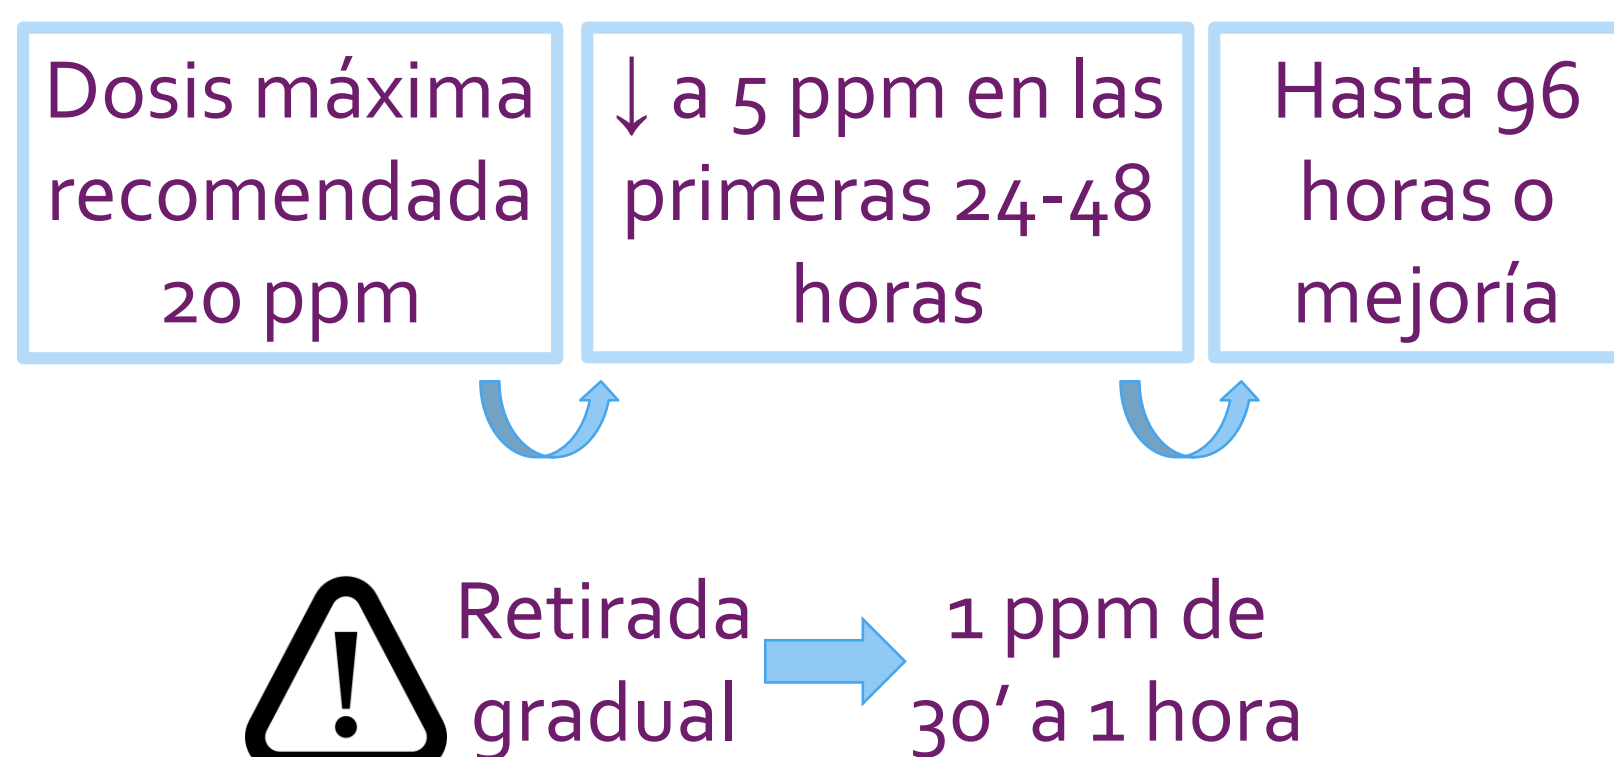 Dosis máxima
recomendada
20 ppm
↓ a 5 ppm en las
primeras 24-48
horas
Hasta 96
horas o
mejoría
Retirada
gradual
1 ppm de
30’ a 1 hora